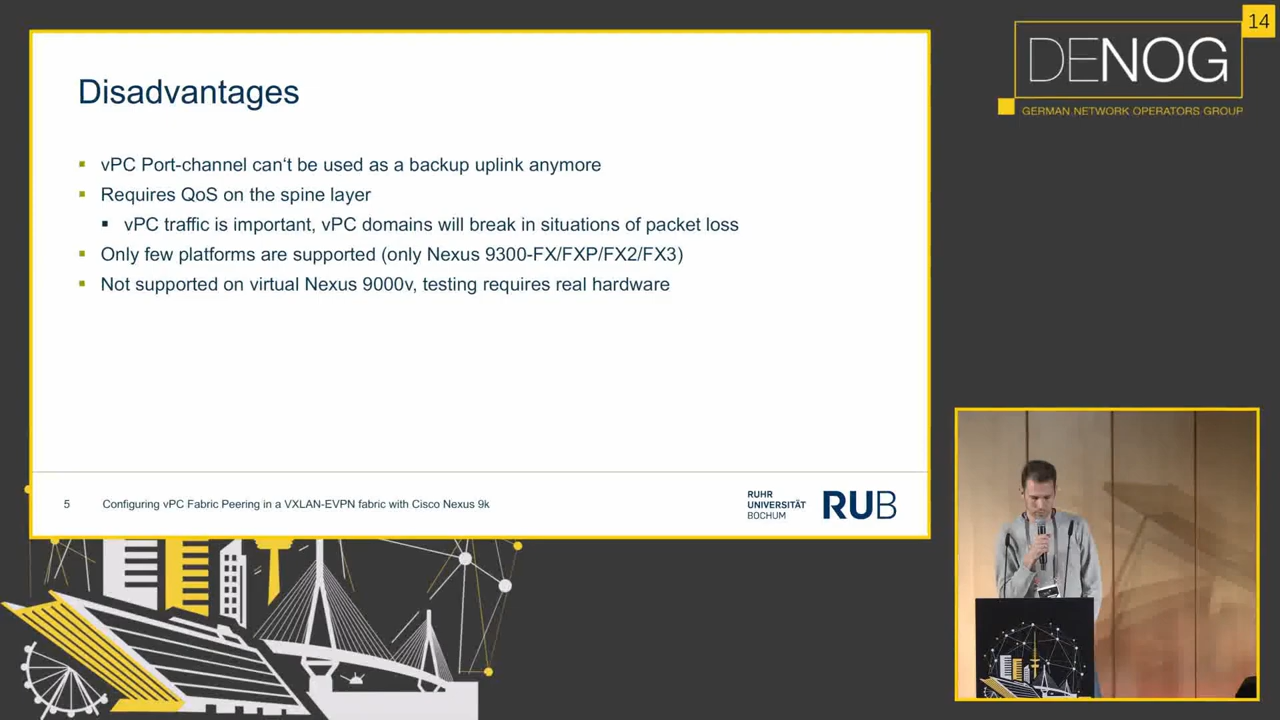 Disadvantages
vPC Port-channel can‘t be used as a backup uplink anymore
Requires QoS on the spine layer
vPC traffic is important, vPC domains will break in situations of packet loss
Only few platforms are supported (only Nexus 9300-FX/FXP/FX2/FX3)
Not supported on virtual Nexus 9000v, testing requires real hardware
5 Configuring vPC Fabric Peering in a VXLAN-EVPN fabric with Cisco Nexus 9k
RUHR
UNIVERSITÄT
BOCHUM
RUB
14
DENOG
GERMAN NETWORK OPERATORS GROUP